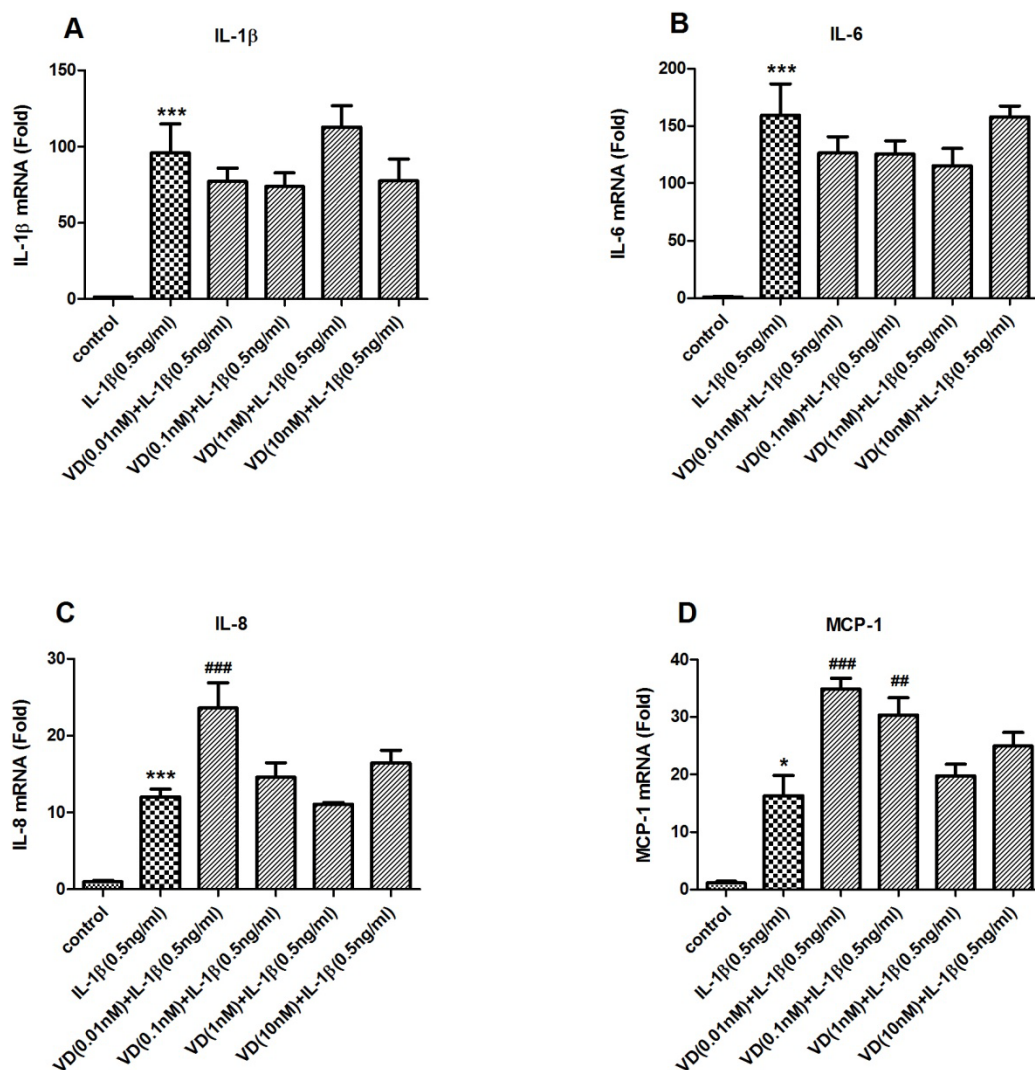 A
IL-1β
IL-1β mRNA (Fold)
150
100
50
0
***
control
IL-1β(0.5ng/ml)
VD(0.01nM)+IL-1β(0.5ng/ml)
VD(0.1nM)+IL-1β(0.5ng/ml)
VD(1nM)+IL-1β(0.5ng/ml)
VD(10nM)+IL-1β(0.5ng/ml)
B
IL-6
IL-6 mRNA (Fold)
200
150
100
50
0
***
control
IL-1β(0.5ng/ml)
VD(0.01nM)+IL-1β(0.5ng/ml)
VD(0.1nM)+IL-1β(0.5ng/ml)
VD(1nM)+IL-1β(0.5ng/ml)
VD(10nM)+IL-1β(0.5ng/ml)
C
IL-8
IL-8 mRNA (Fold)
30
20
10
0
***
###
control
IL-1β(0.5ng/ml)
VD(0.01nM)+IL-1β(0.5ng/ml)
VD(0.1nM)+IL-1β(0.5ng/ml)
VD(1nM)+IL-1β(0.5ng/ml)
VD(10nM)+IL-1β(0.5ng/ml)
D
MCP-1
MCP-1 mRNA (Fold)
40
30
20
10
0
*
###
##
control
IL-1β(0.5ng/ml)
VD(0.01nM)+IL-1β(0.5ng/ml)
VD(0.1nM)+IL-1β(0.5ng/ml)
VD(1nM)+IL-1β(0.5ng/ml)
VD(10nM)+IL-1β(0.5ng/ml)